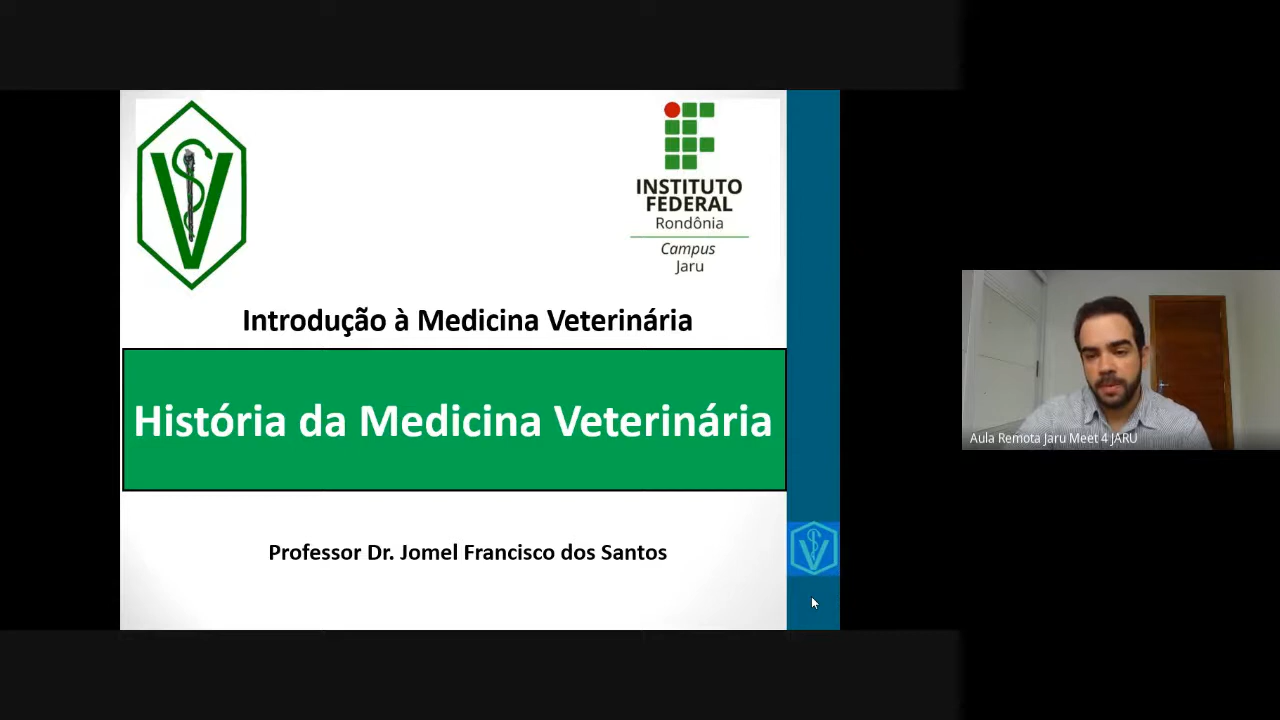 INSTITUTO
FEDERAL
Rondônia
Campus
Jaru
Introdução à Medicina Veterinária
História da Medicina Veterinária
Professor Dr. Jomel Francisco dos Santos
Aula Remota Jaru Meet 4 JARU